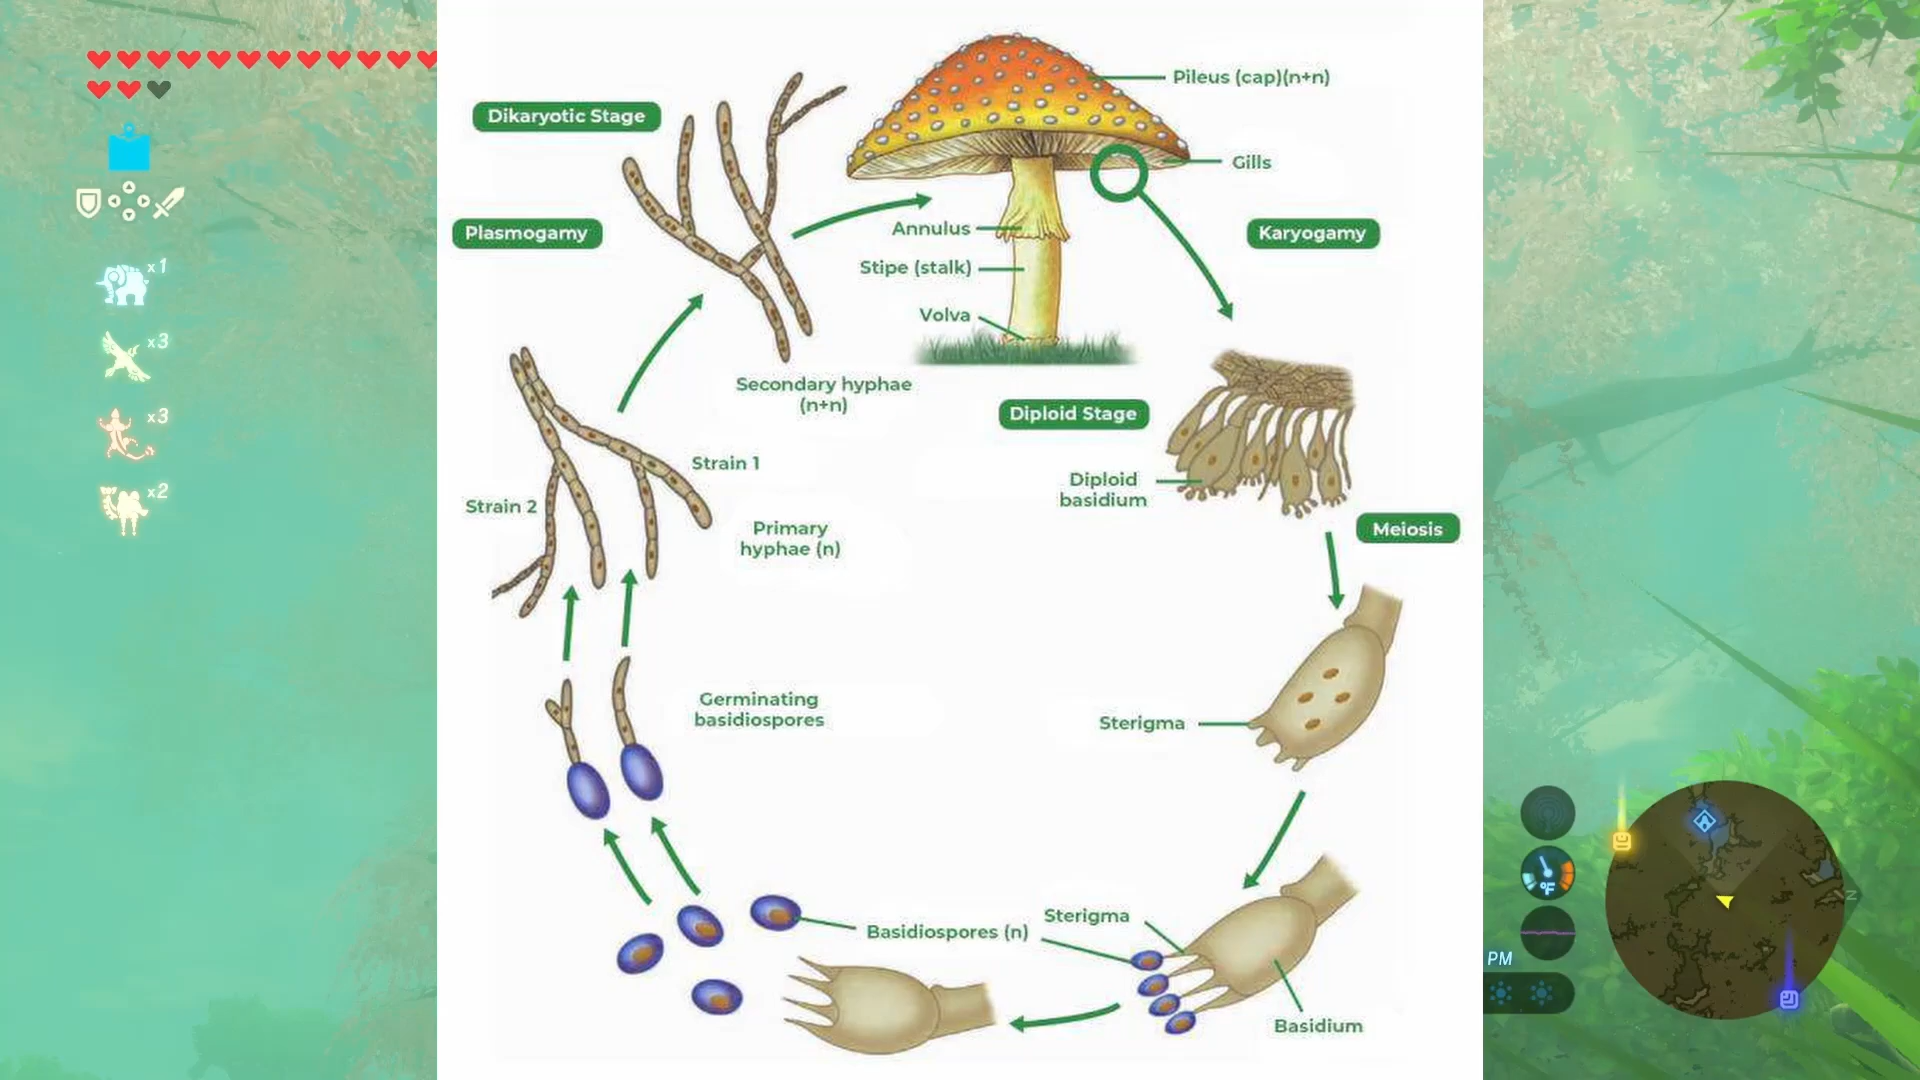 x1
x3
x3
x2
Dikaryotic Stage
Pileus (cap)(n+n)
Gills
Plasmogamy
Annulus
Karyogamy
Stipe (stalk)
Volva
Secondary hyphae
(n+n)
Diploid Stage
Strain 1
Strain 2
Diploid
basidium
Primary
hyphae (n)
Meiosis
Germinating
basidiospores
Sterigma
Basidiospores (n)
Sterigma
Basidium
°F
N
PM